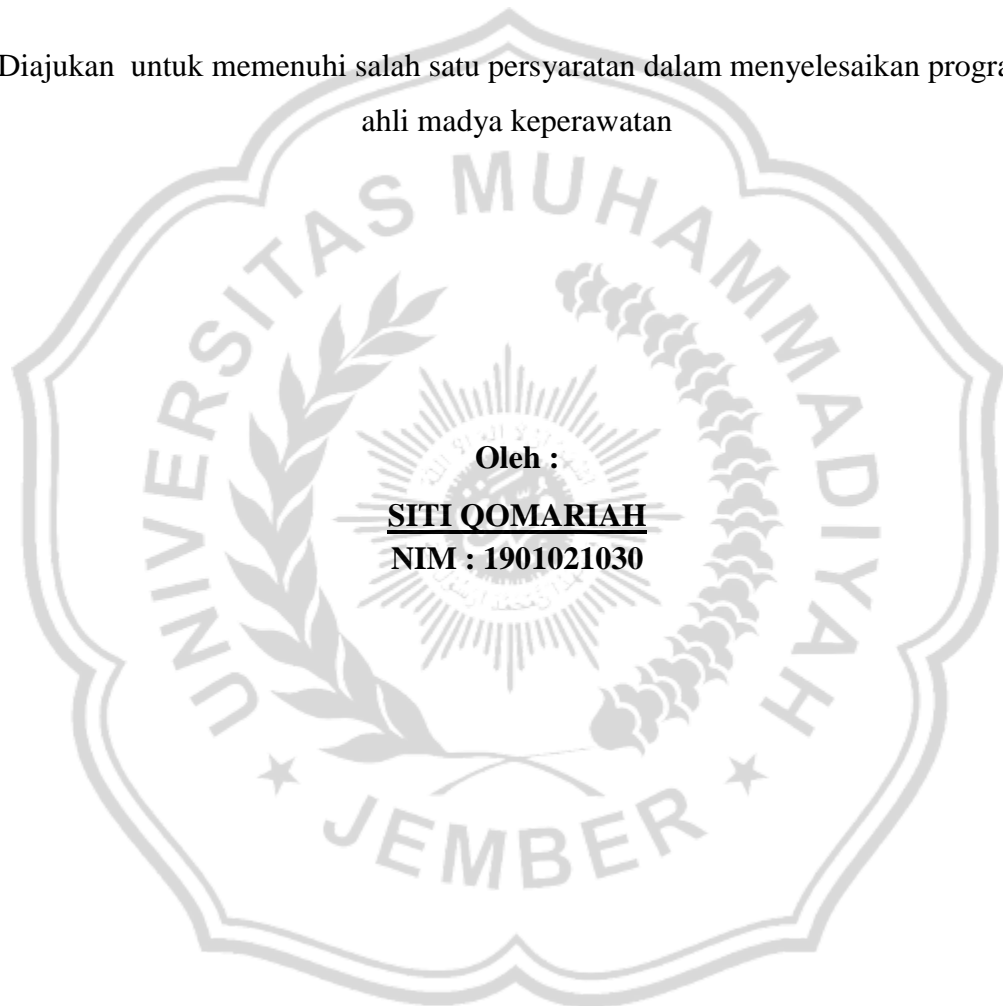 Diajukan untuk memenuhi salah satu persyaratan dalam menyelesaikan
ahli madya keperawatan
UNIVERSITAS MUHAMMADIYAH
Oleh :
SITI QOMARIAH
NIM : 1901021030
JEMBER